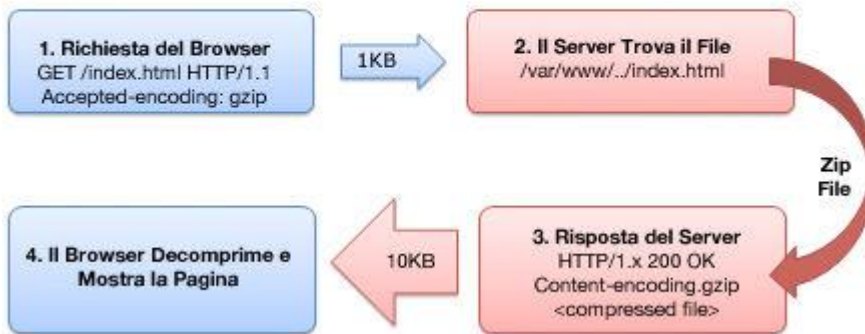 1. Richiesta del Browser
GET /index.html HTTP/1.1
Accepted-encoding: gzip
1KB
2. Il Server Trova il File
/var/www/../index.html
Zip
File
3. Risposta del Server
HTTP/1.x 200 OK
Content-encoding.gzip
<compressed file>
10KB
4. Il Browser Decomprime e
Mostra la Pagina